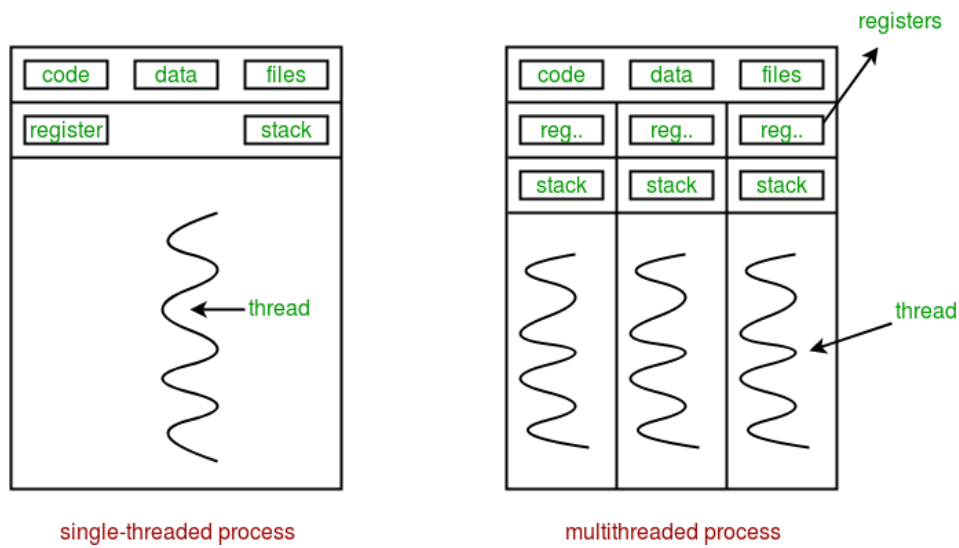 registers
code data files
code data files
register stack
reg.. reg.. reg..
stack stack stack
thread
thread
single-threaded process
multithreaded process